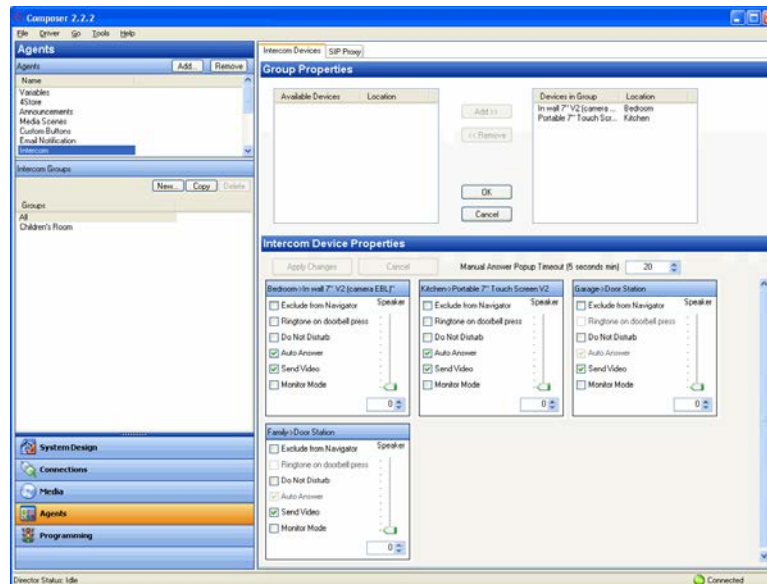 Composer 2.2.2
File Driver Go Tools Help
Agents
Agents Add... Remove
Name
Variables
4Store
Announcements
Media Scenes
Custom Buttons
Email Notification
Intercom
Intercom Groups
New... Copy Delete
Groups
All
Children's Room
System Design
Connections
Media
Agents
Programming
Intercom Devices SIP Proxy
Group Properties
Available Devices Location
Add >>
<< Remove
OK
Cancel
Devices in Group Location
In wall 7" V2 (camera ... Bedroom
Portable 7" Touch Scr... Kitchen
Intercom Device Properties
Apply Changes Cancel Manual Answer Popup Timeout (5 seconds min) 20
Bedroom>In wall 7" V2 (camera EBL)"
Exclude from Navigator Speaker
Ringtone on doorbell press
Do Not Disturb
Auto Answer
Send Video
Monitor Mode
0
Kitchen>Portable 7" Touch Screen V2
Exclude from Navigator Speaker
Ringtone on doorbell press
Do Not Disturb
Auto Answer
Send Video
Monitor Mode
0
Garage>Door Station
Exclude from Navigator Speaker
Ringtone on doorbell press
Do Not Disturb
Auto Answer
Send Video
Monitor Mode
0
Family>Door Station
Exclude from Navigator Speaker
Ringtone on doorbell press
Do Not Disturb
Auto Answer
Send Video
Monitor Mode
0
Director Status: Idle Connected